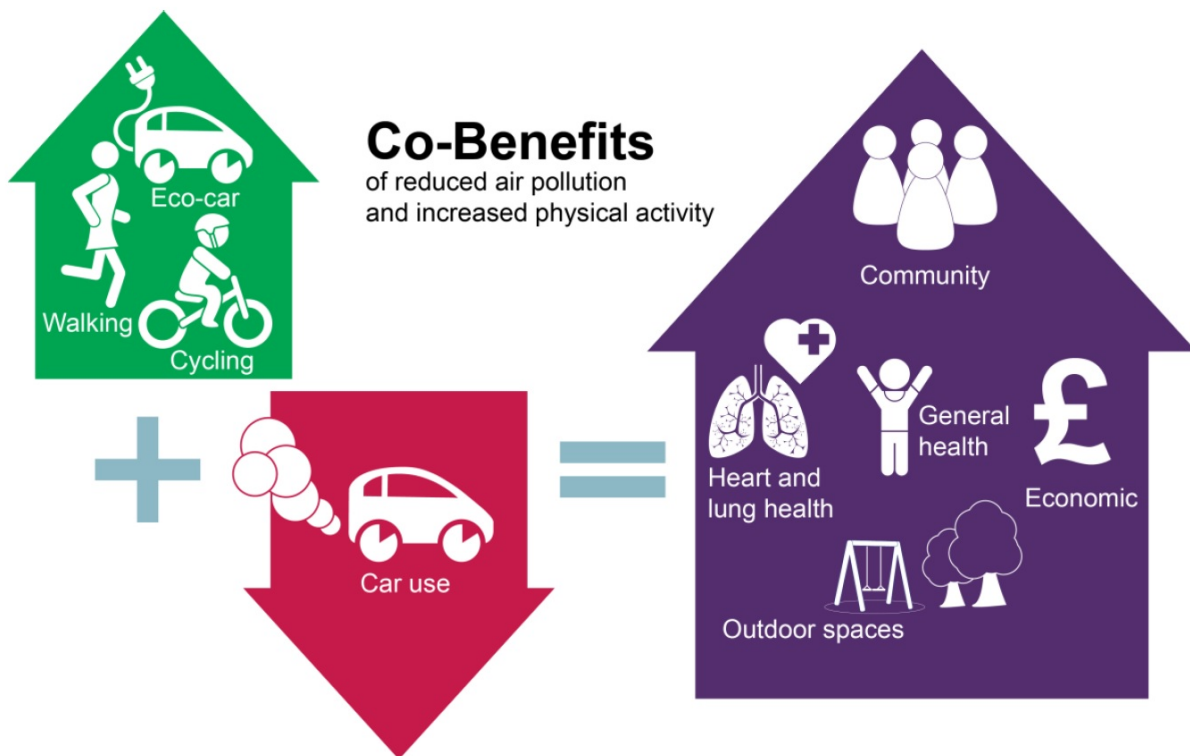 Co-Benefits
of reduced air pollution
and increased physical activity
Eco-car
Walking
Cycling
+
Car use
=
Community
Heart and
lung health
General
health
£
Economic
Outdoor spaces